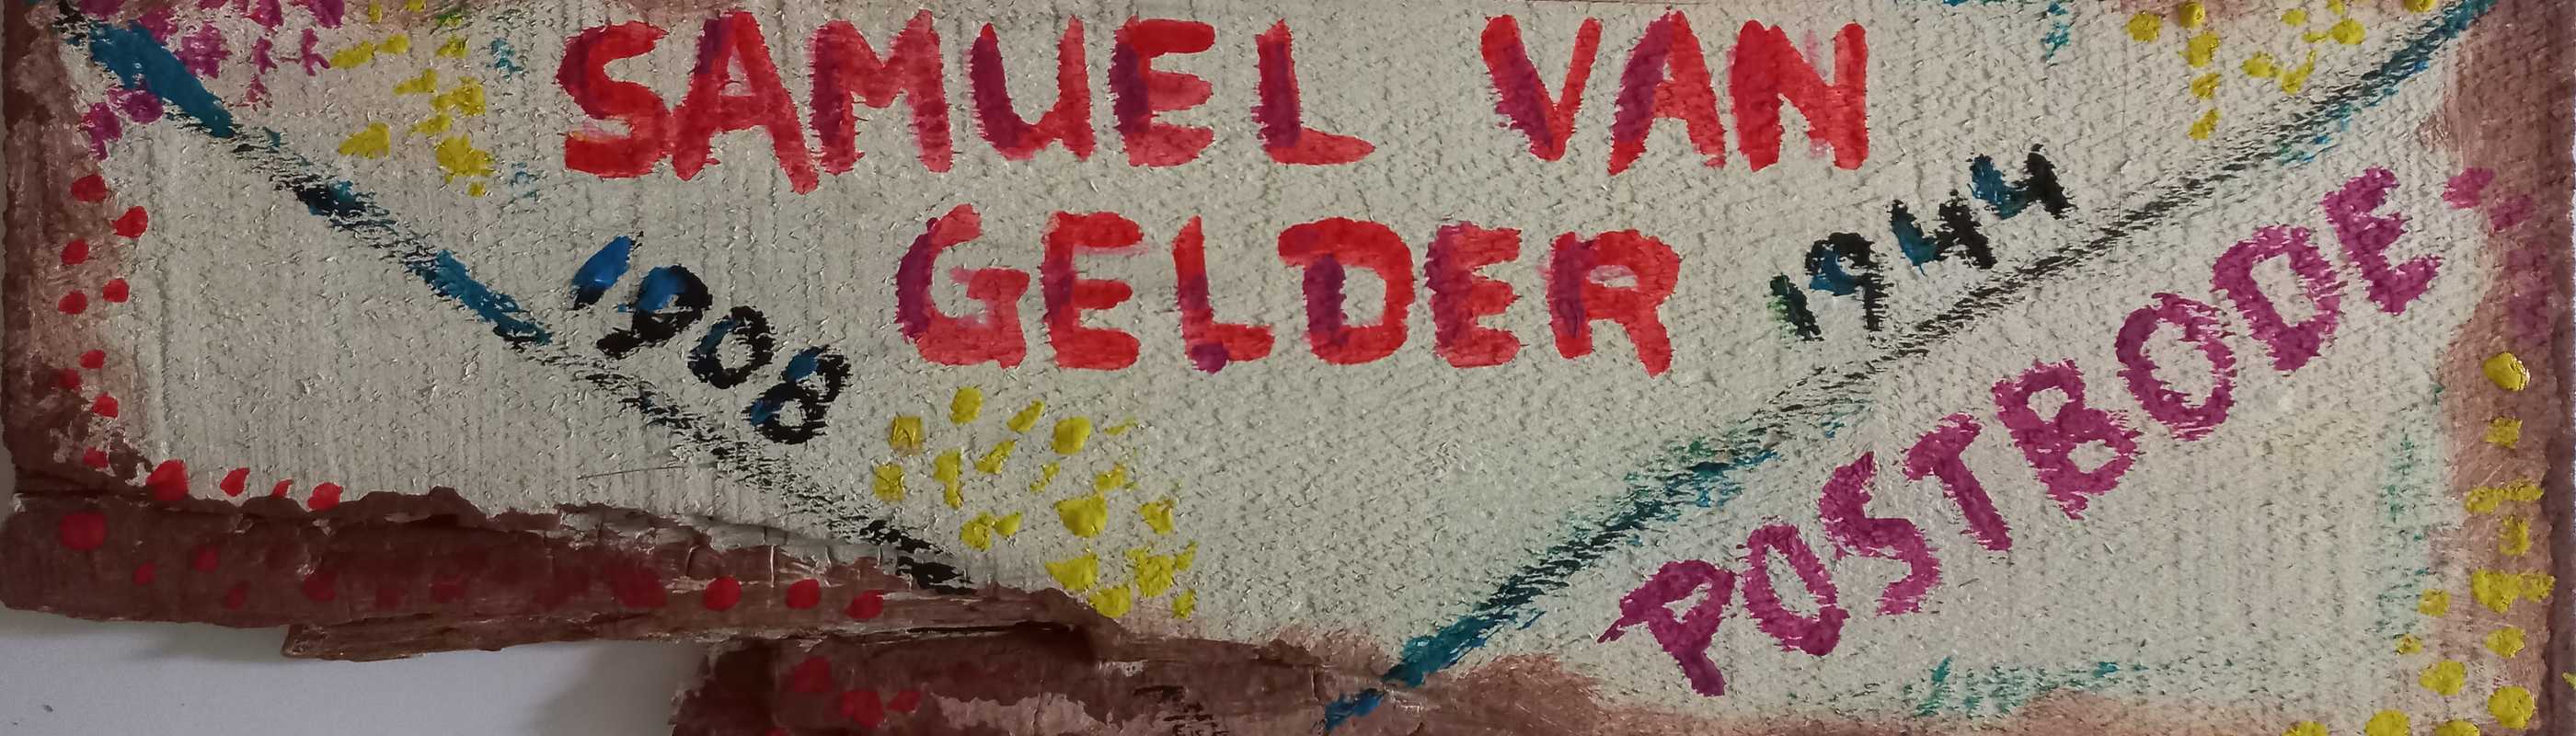 SAMUEL VAN
GELDER
1908
1944
POSTBODE